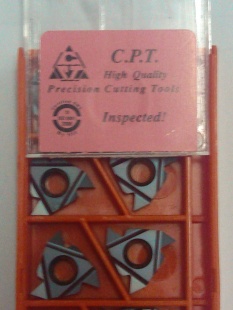 C.P.T.
High Quality
Precision Cutting Tools
Inspected!